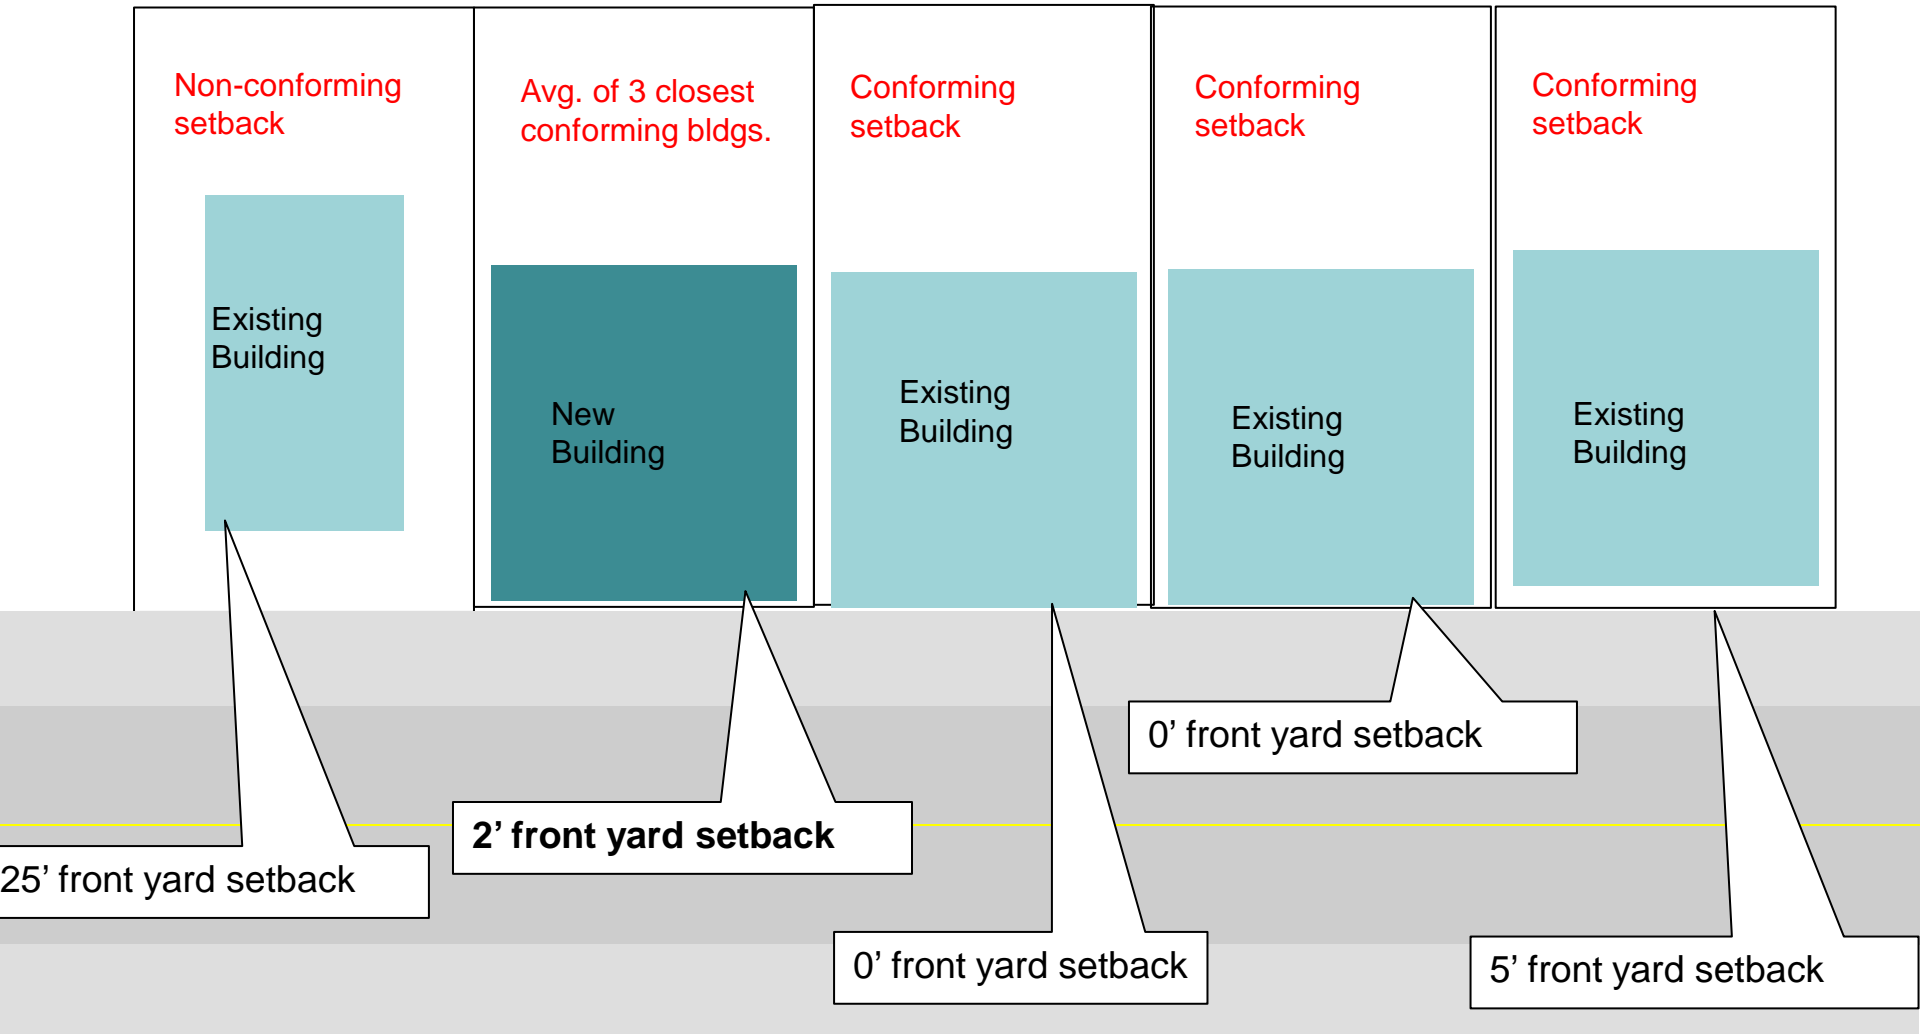 Non-conforming
setback
Avg. of 3 closest
conforming bldgs.
Conforming
setback
Conforming
setback
Conforming
setback
Existing
Building
New
Building
Existing
Building
Existing
Building
Existing
Building
0’ front yard setback
2’ front yard setback
25’ front yard setback
0’ front yard setback
5’ front yard setback